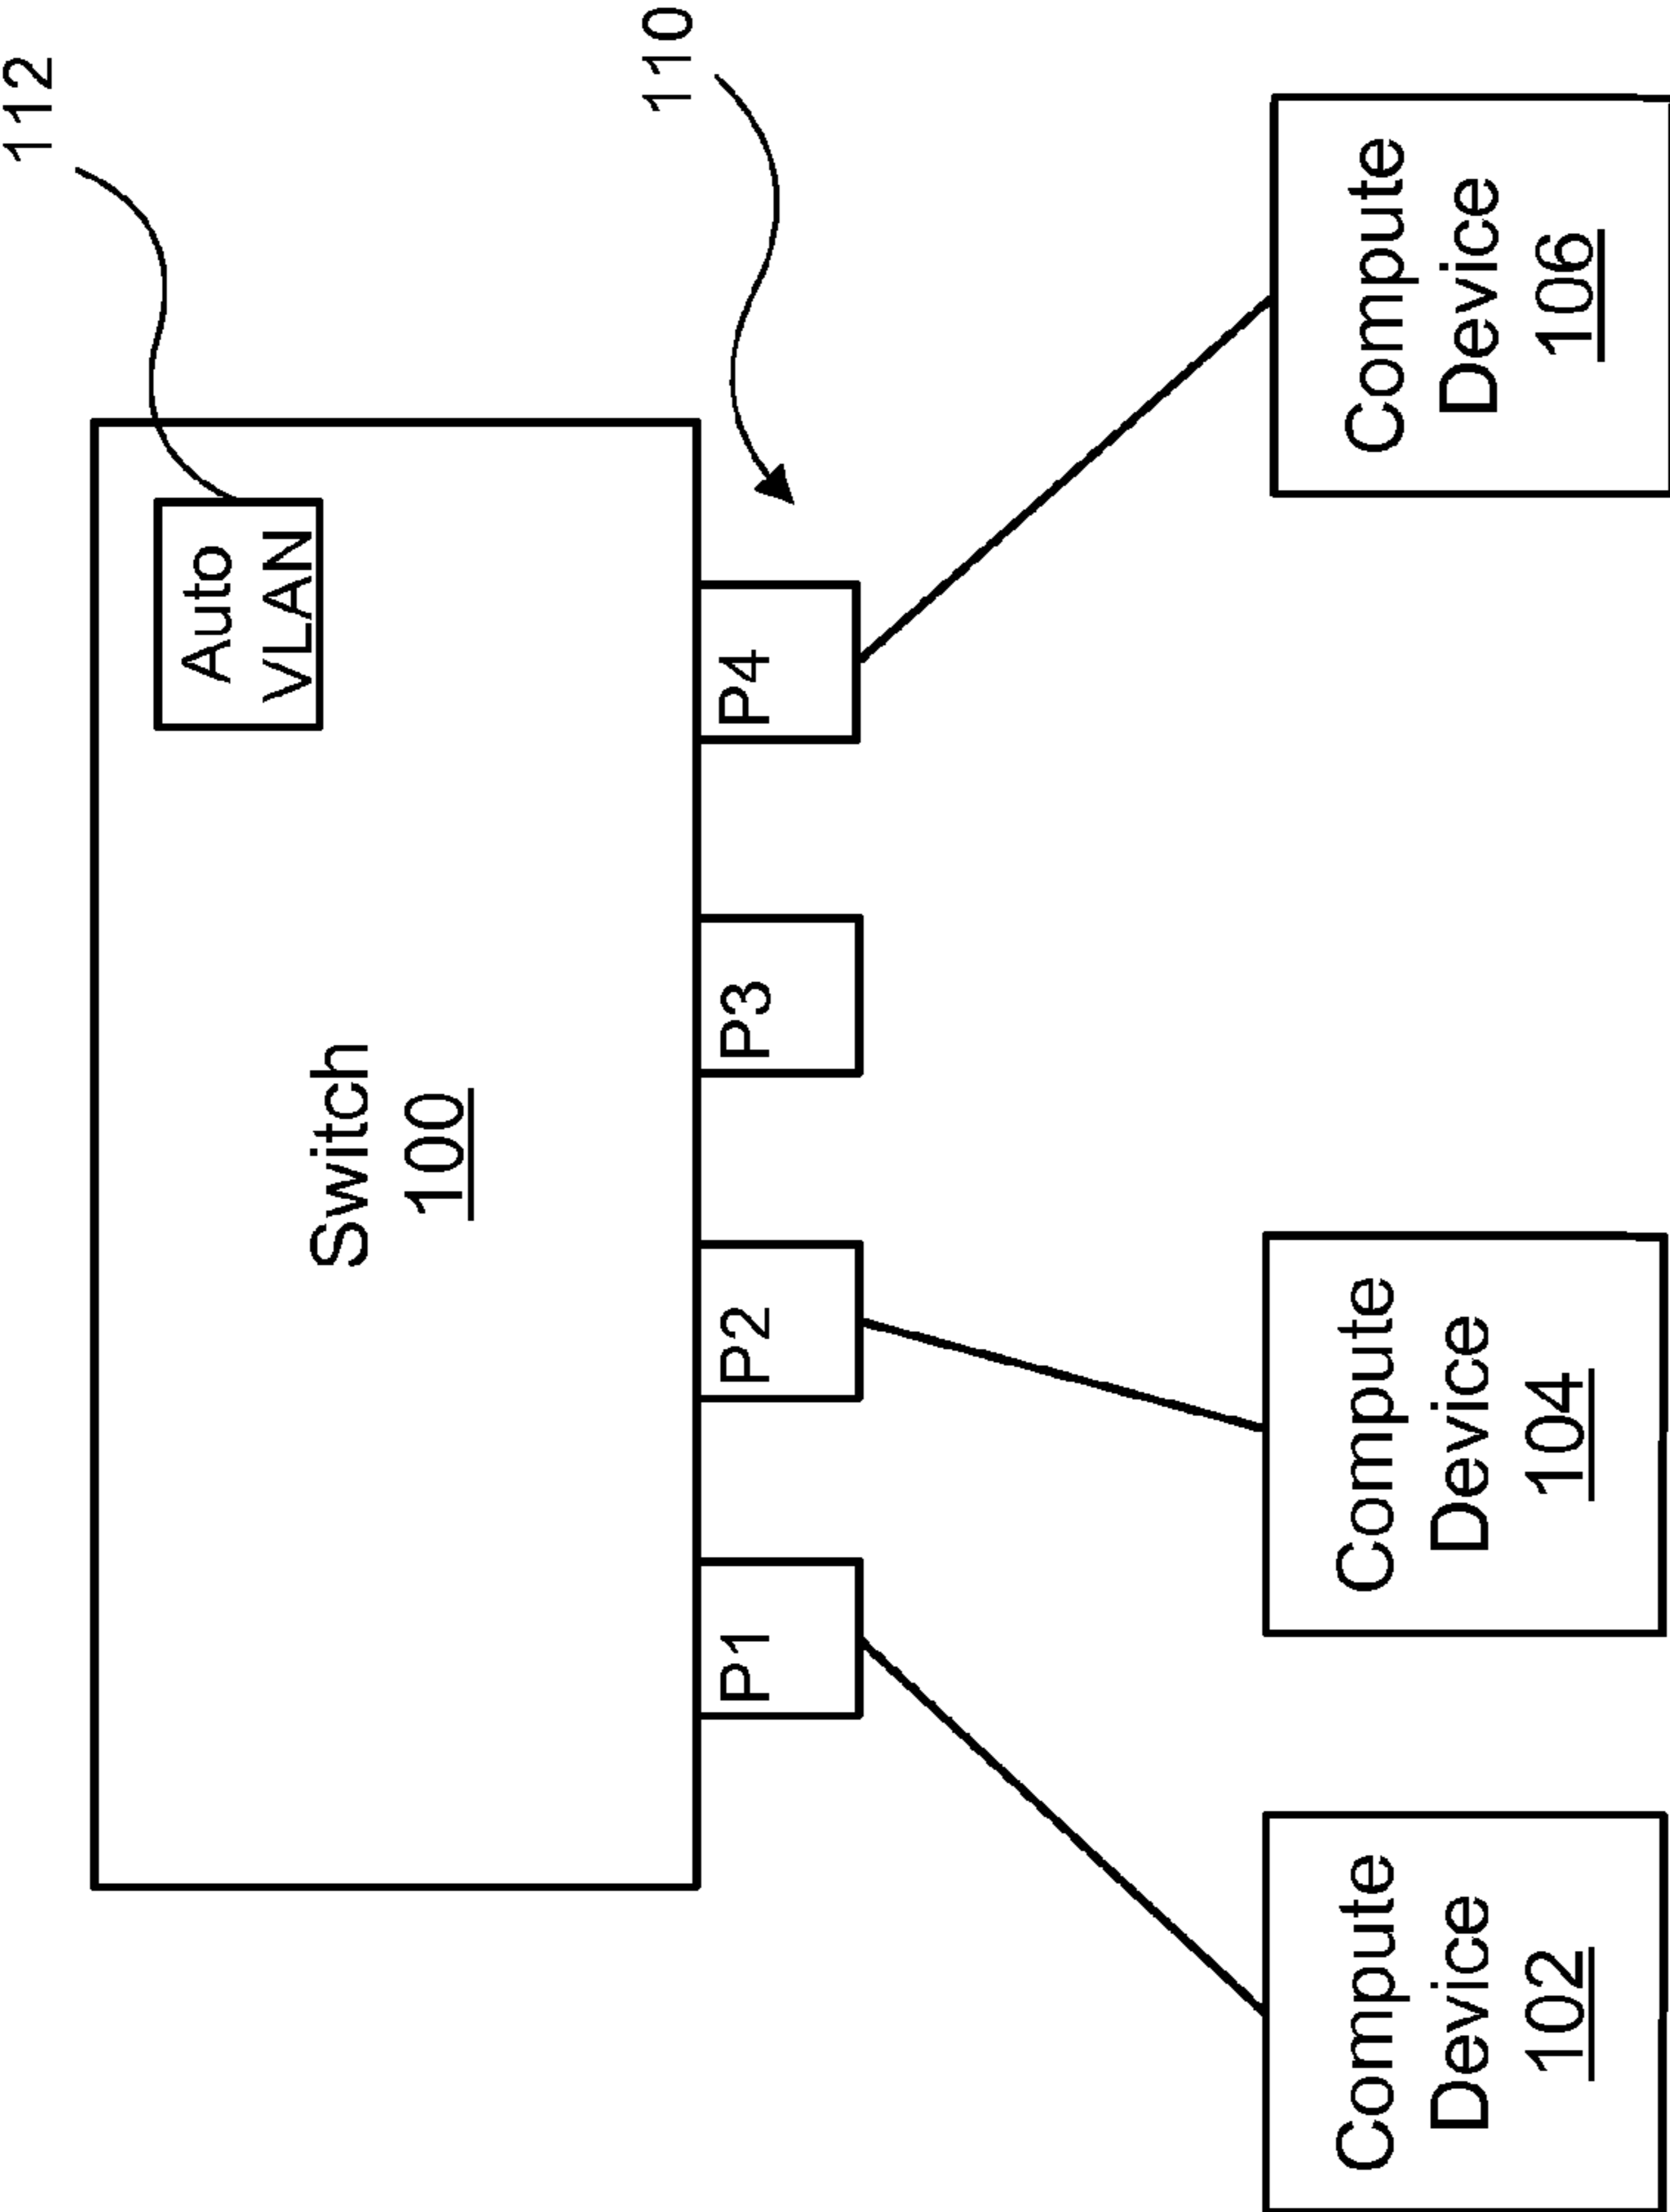 112
Auto
VLAN
Switch
100
110
P1
P2
P3
P4
Compute
Device
102
Compute
Device
104
Compute
Device
106